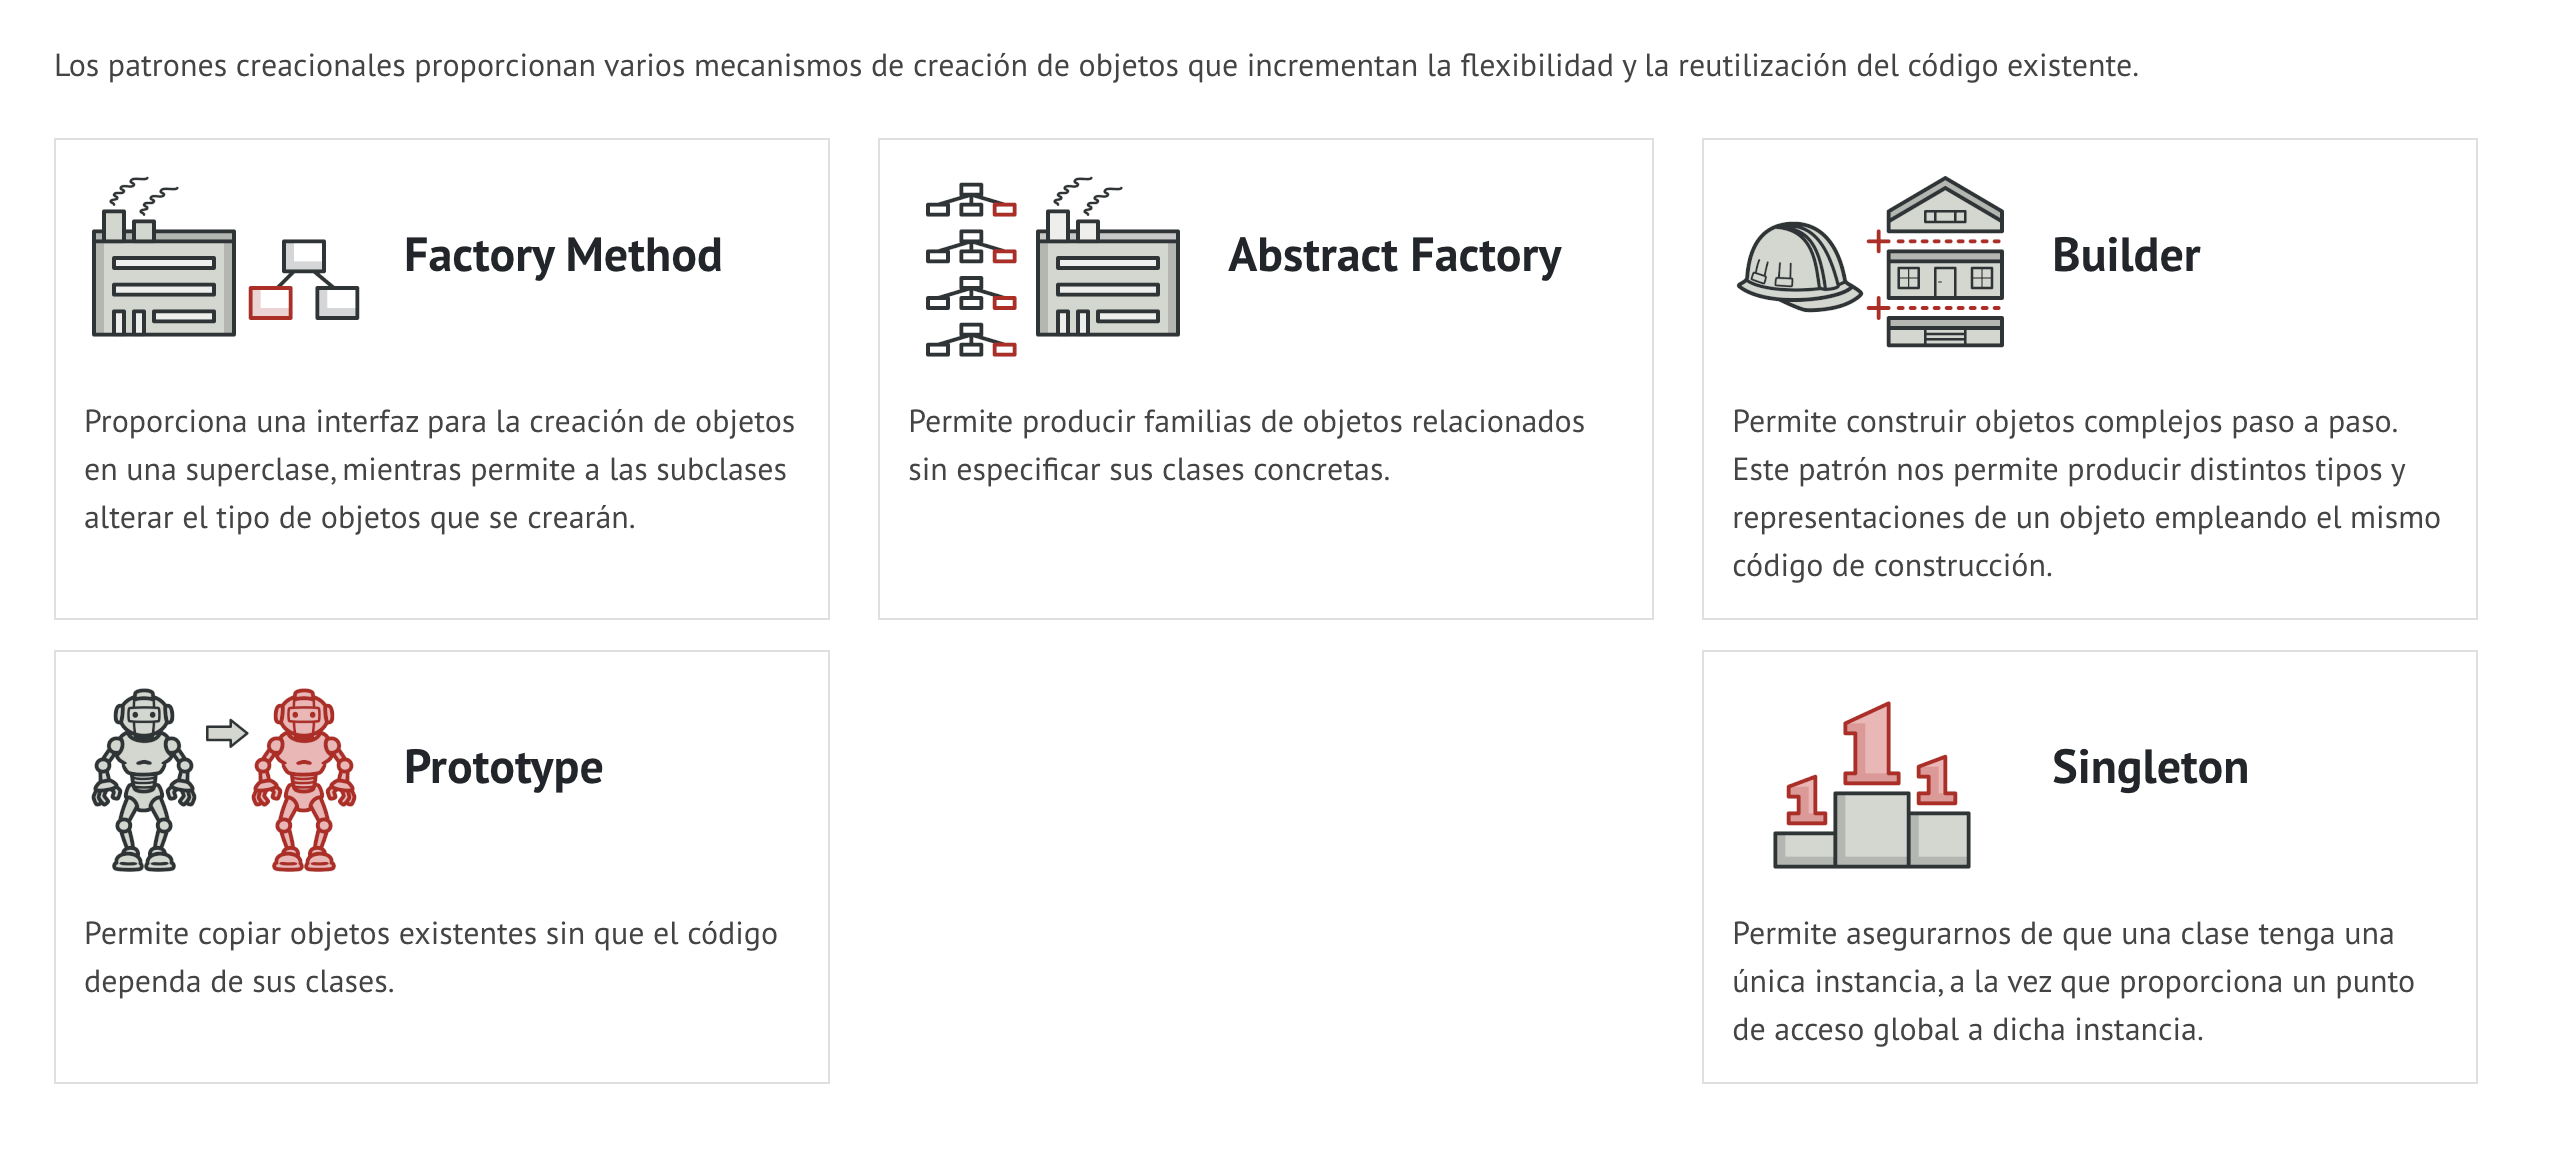 Los patrones creacionales proporcionan varios mecanismos de creación de objetos que incrementan la flexibilidad y la reutilización del código existente.
Factory Method
Proporciona una interfaz para la creación de objetos
en una superclase, mientras permite a las subclases
alterar el tipo de objetos que se crearán.
Abstract Factory
Permite producir familias de objetos relacionados
sin especificar sus clases concretas.
Builder
Permite construir objetos complejos paso a paso.
Este patrón nos permite producir distintos tipos y
representaciones de un objeto empleando el mismo
código de construcción.
Prototype
Permite copiar objetos existentes sin que el código
dependa de sus clases.
1 1 1
Singleton
Permite asegurarnos de que una clase tenga una
única instancia, a la vez que proporciona un punto
de acceso global a dicha instancia.